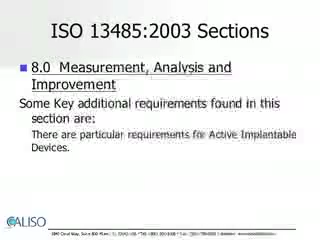 ISO 13485:2003 Sections
8.0 Measurement, Analysis and
Improvement
Some Key additional requirements found in this
section are:
There are particular requirements for Active Implantable
Devices.
CALISO